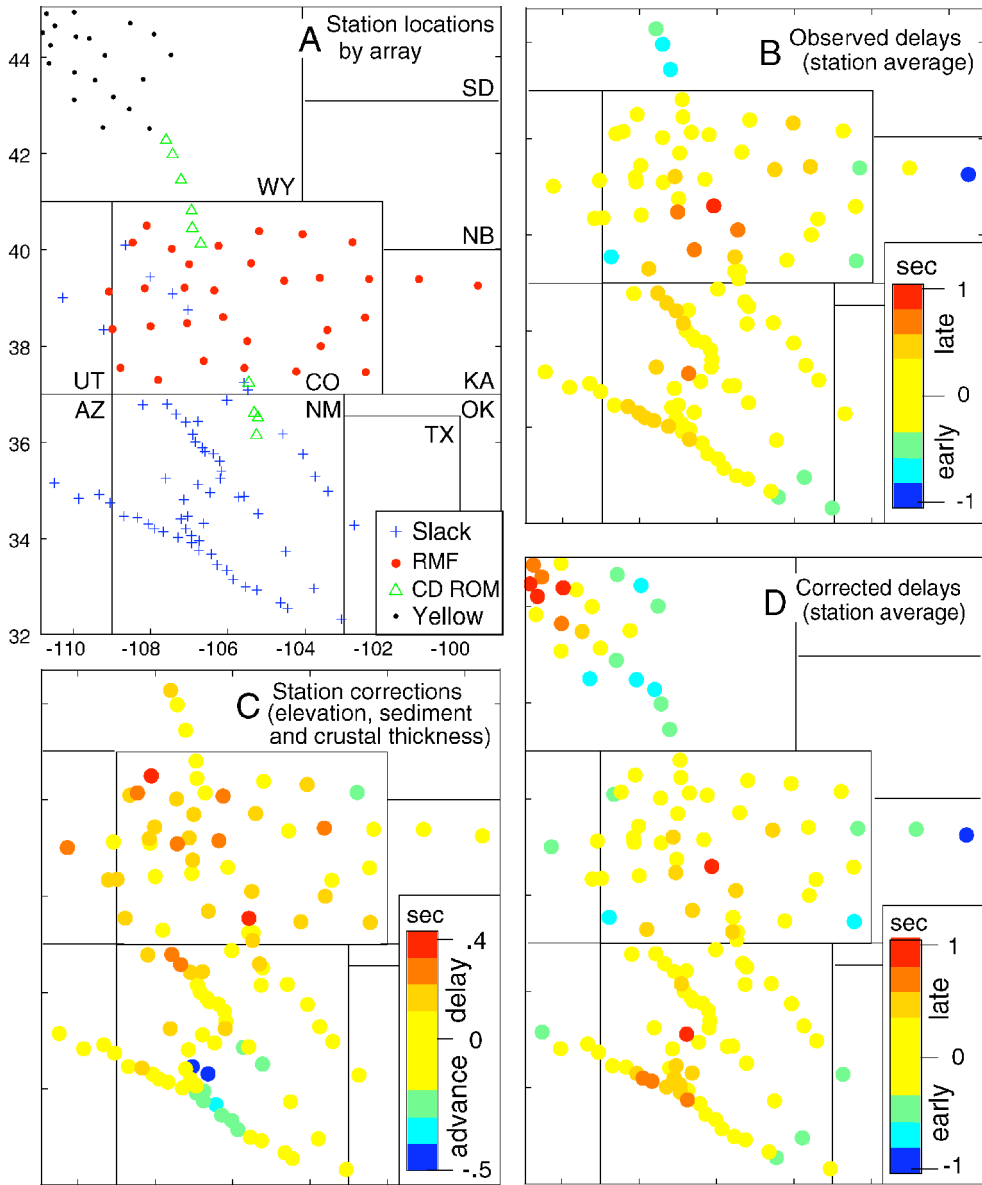 A Station locations
by array
44
42
40
38
36
34
32
-110
-108
-106
-104
-102
-100
SD
WY
NB
UT
CO
KA
AZ
NM
OK
TX
Slack
RMF
CD ROM
Yellow
B Observed delays
(station average)
sec
1
late
0
early
-1
C Station corrections
(elevation, sediment
and crustal thickness)
sec
.4
delay
0
advance
-.5
D Corrected delays
(station average)
sec
1
late
0
early
-1